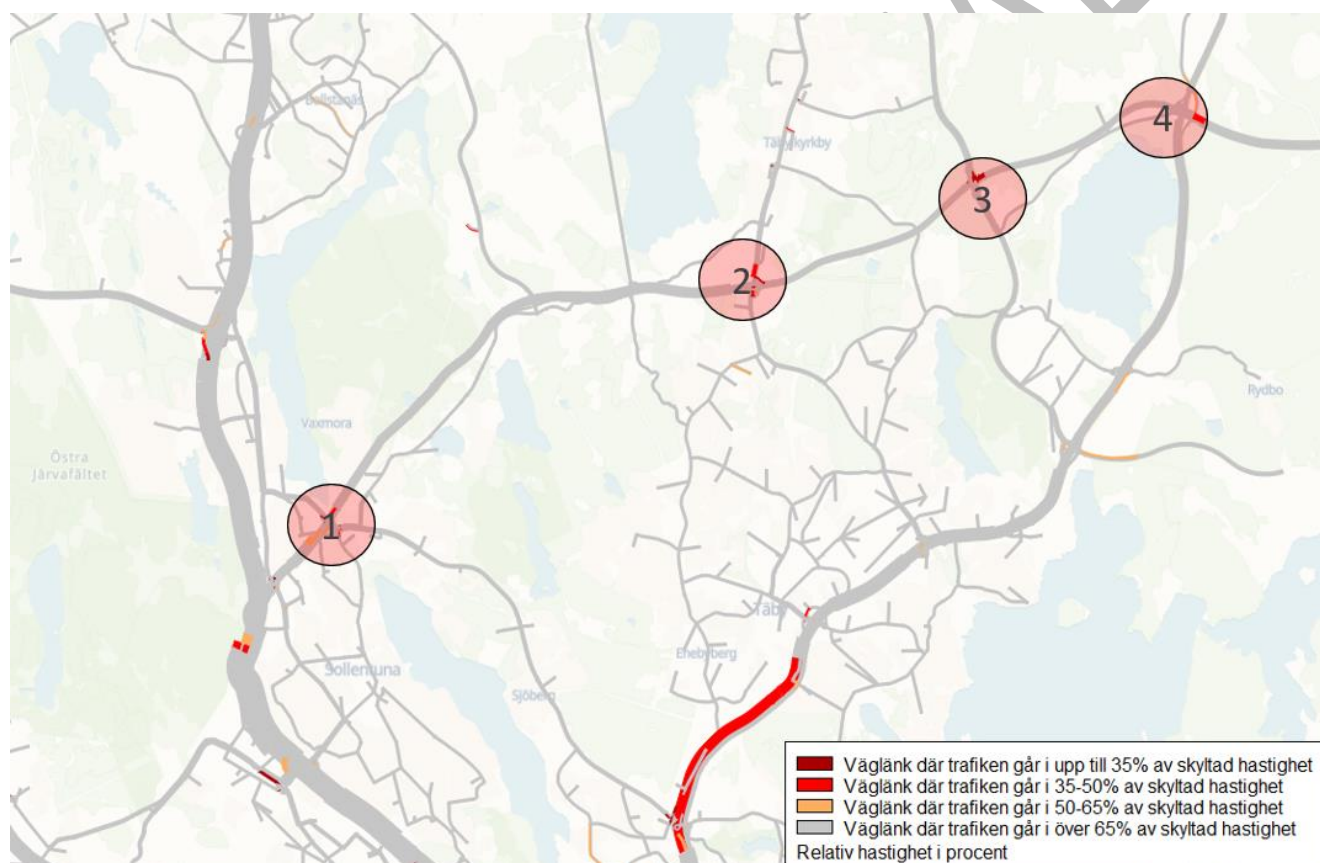 Bollstanäs
Täby kyrkby
4
3
2
Rydbo
Vaxmora
Östra
Järvafältet
1
Täby
Enebyberg
Sollentuna
Sjöberg
Väglänk där trafiken går i upp till 35% av skyltad hastighet
Väglänk där trafiken går i 35-50% av skyltad hastighet
Väglänk där trafiken går i 50-65% av skyltad hastighet
Väglänk där trafiken går i över 65% av skyltad hastighet
Relativ hastighet i procent